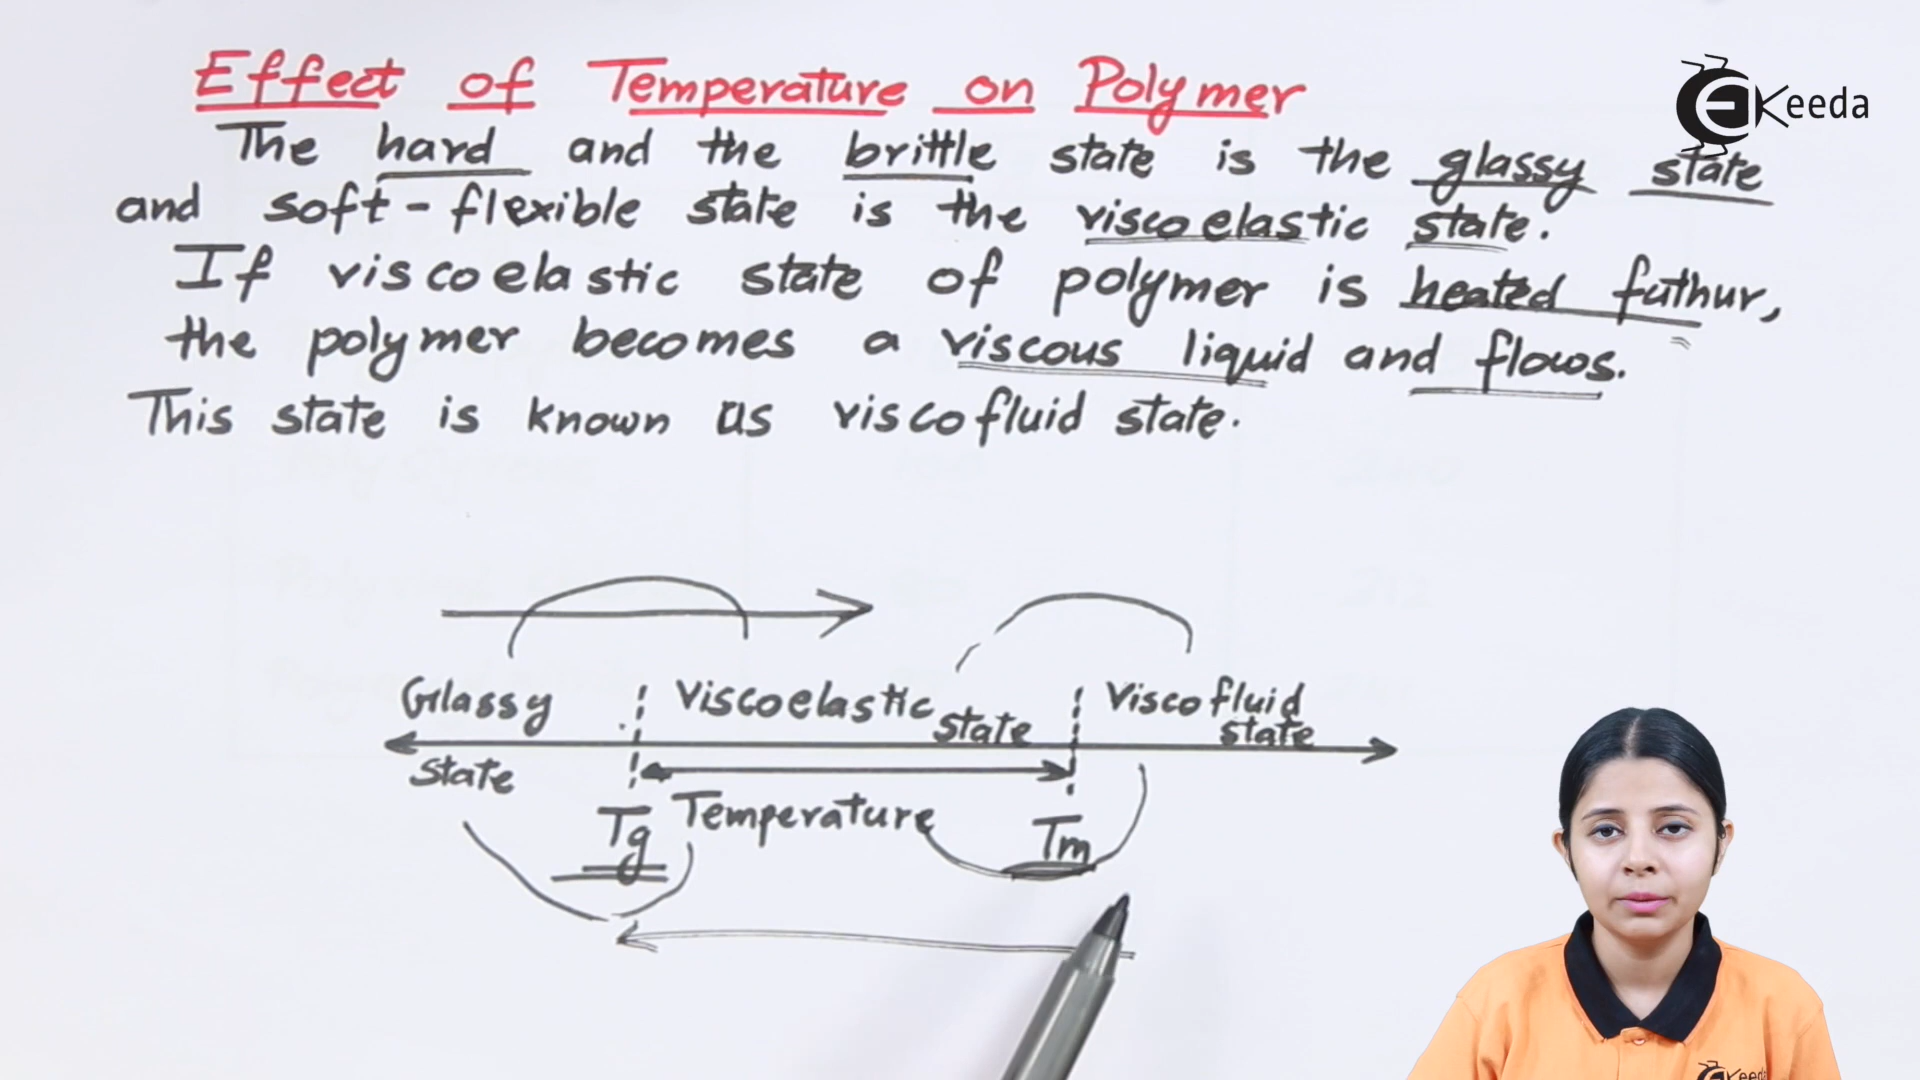 Effect of Temperature on Polymer
EKeeda
The hard and the brittle state is the glassy state
and soft-flexible state is the viscoelastic state.
If viscoelastic state of polymer is heated futhur,
the polymer becomes a viscous liquid and flows.
This state is known as viscofluid state.
Glassy state
Viscoelastic state
Viscofluid state
Tg
Temperature
Tm